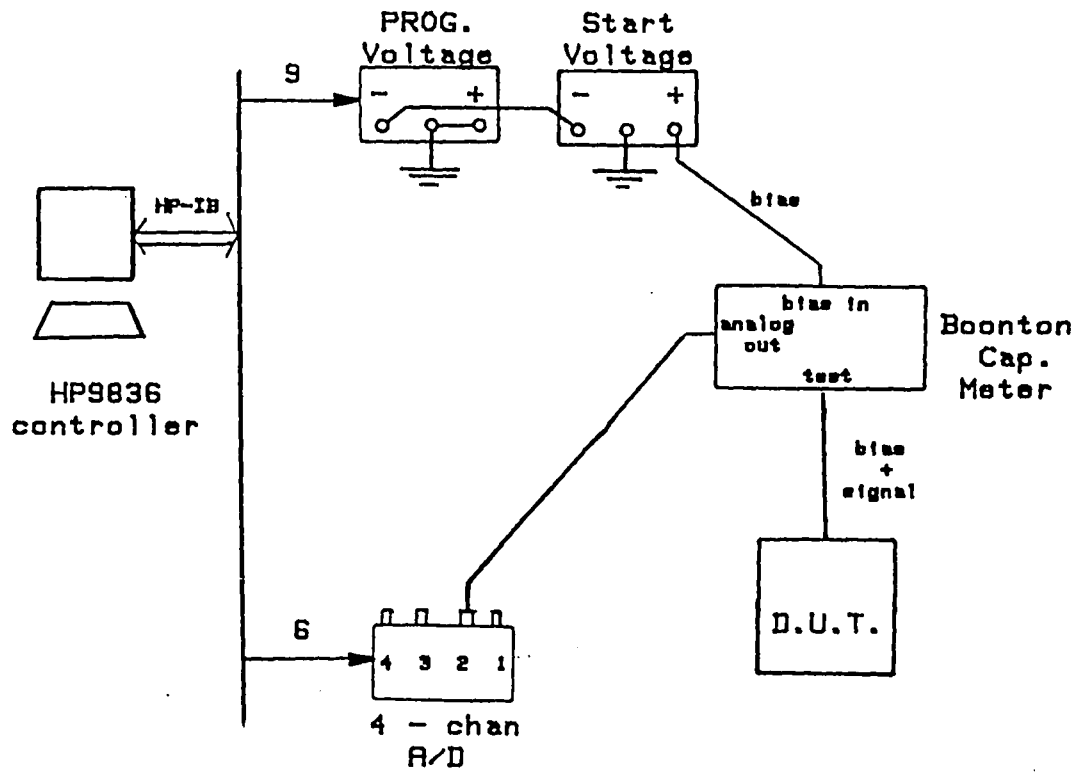 PROG.
Voltage
Start
Voltage
9
- +
- +
HP-IB
bias
bias in
analog
out
test
Boonton
Cap.
Meter
HP9836
controller
bias
+
signal
D.U.T.
6
4 3 2 1
4 - chan
A/D